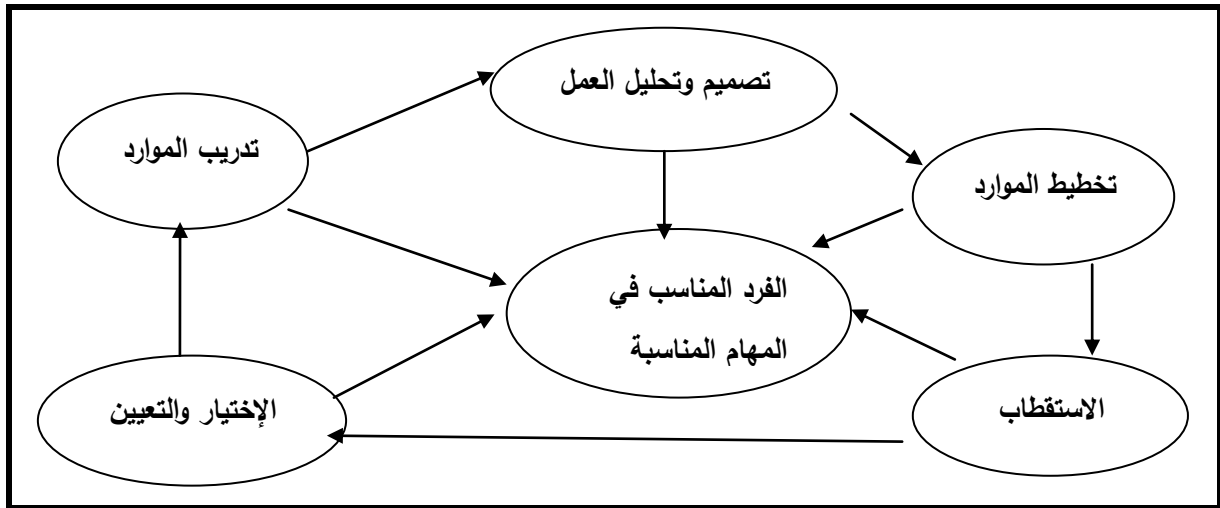 تصميم وتحليل العمل
تدريب الموارد
تخطيط الموارد
الفرد المناسب في
المهام المناسبة
الاستقطاب
الإختيار والتعيين